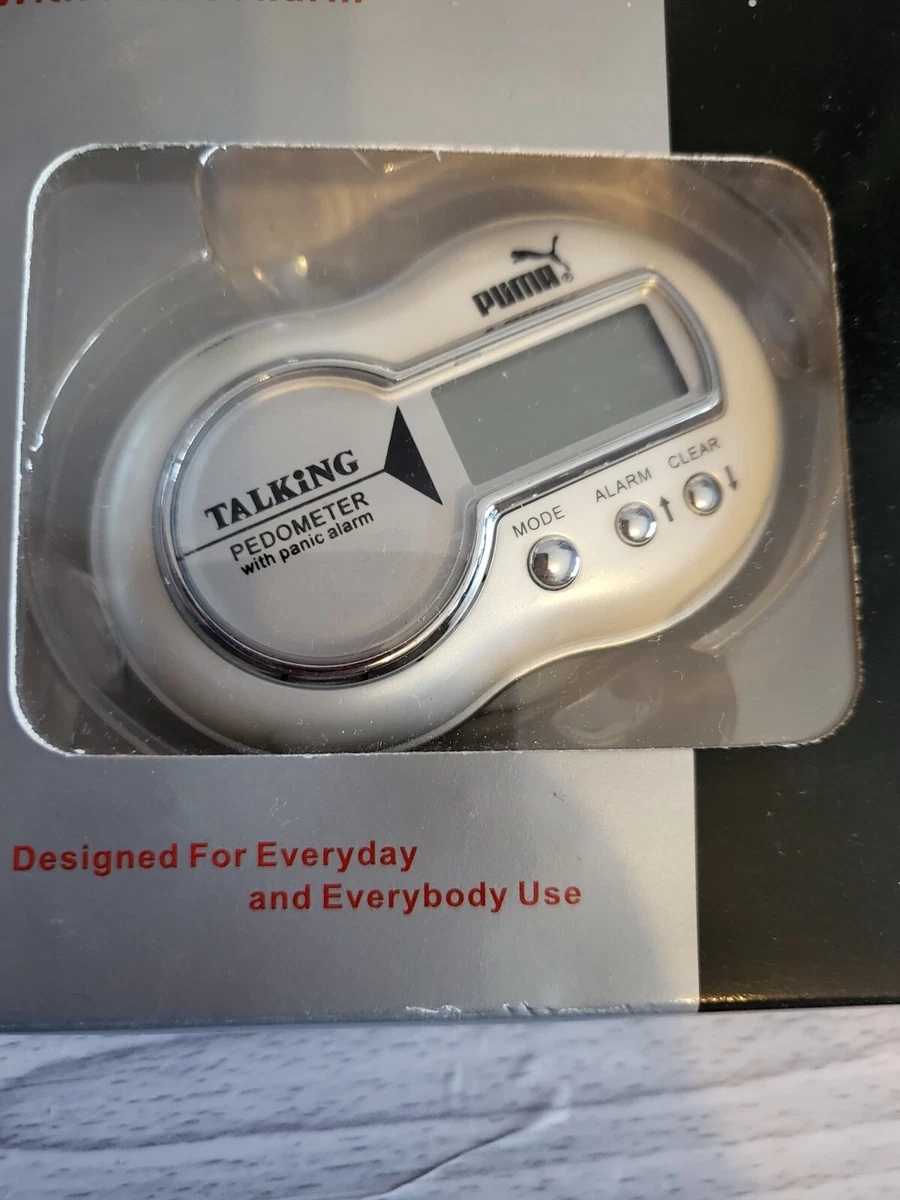 PUMA®
TALKiNG
PEDOMETER
with panic alarm
MODE
ALARM ↑
CLEAR ↓
Designed For Everyday
and Everybody Use